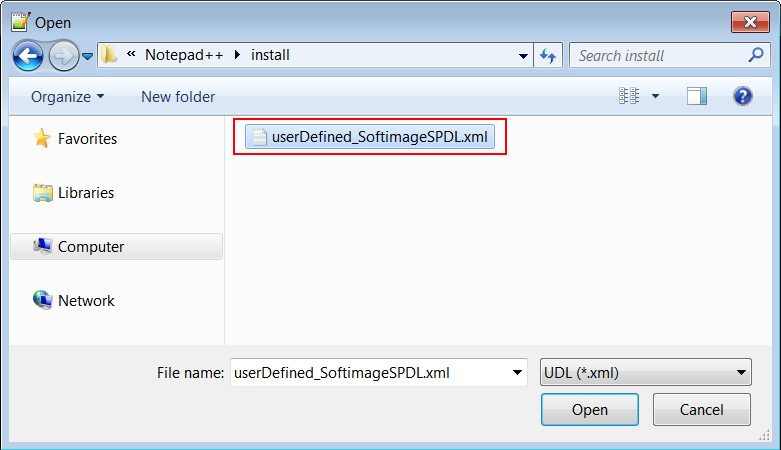 Open
« Notepad++ install
Search install
Organize
New folder
Favorites
Libraries
Computer
Network
userDefined_SoftimageSPDL.xml
File name: userDefined_SoftimageSPDL.xml
UDL (*.xml)
Open
Cancel